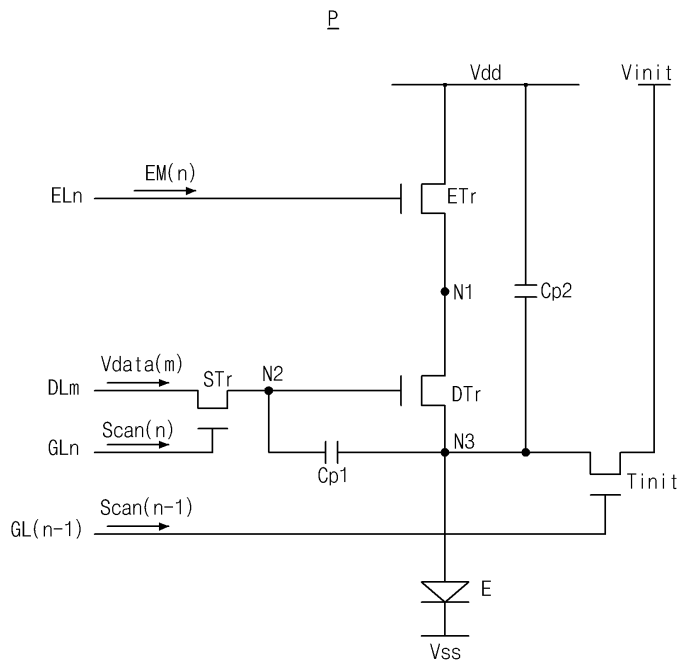 P
Vdd
Vinit
EM(n)
ELn
ETr
N1
Cp2
Vdata(m)
STr
N2
DLm
DTr
Scan(n)
GLn
N3
Cp1
Tinit
Scan(n-1)
GL(n-1)
E
Vss